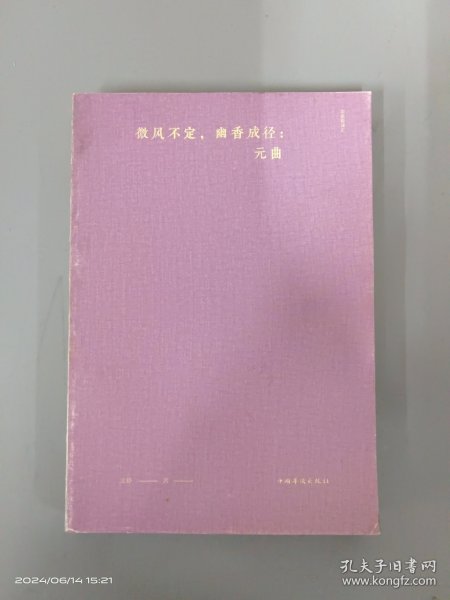 微风不定，幽香成径：
元曲
著
中国华侨出版社
2024/06/14 15:21
孔夫子旧书网
www.kongfz.com